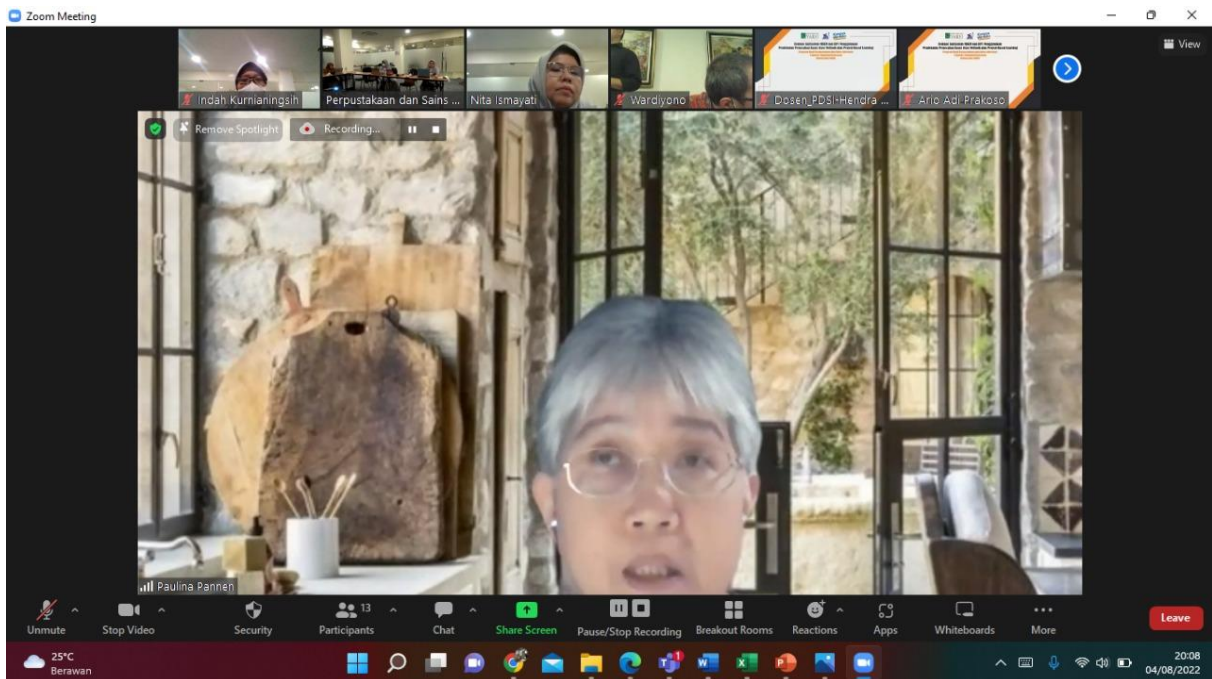 Zoom Meeting
View
Indah Kurnianingsih
Perpustakaan dan Sains ...
Nita Ismayati
Wardiyono
Dosen_PDSI-Hendra ...
Ario Adi Prakoso
Remove Spotlight
Recording...
Paulina Pannen
Unmute
Stop Video
Security
13
Participants
Chat
Share Screen
Pause/Stop Recording
Breakout Rooms
Reactions
Apps
Whiteboards
More
Leave
25°C
Berawan
1
20:08
04/08/2022